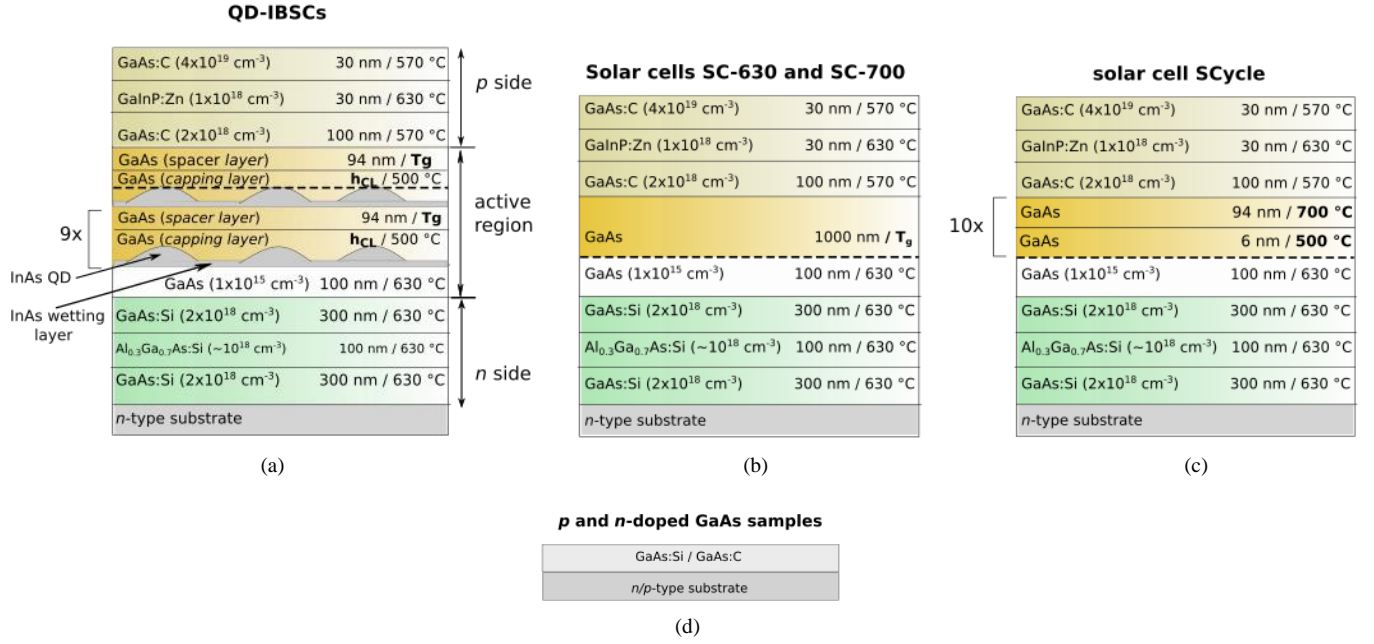 QD-IBSCs
GaAs:C (4x10¹⁹ cm⁻³) 30 nm / 570 °C
GaInP:Zn (1x10¹⁸ cm⁻³) 30 nm / 630 °C
GaAs:C (2x10¹⁸ cm⁻³) 100 nm / 570 °C
p side
GaAs (spacer layer) 94 nm / Tg
GaAs (capping layer) h_CL / 500 °C
9x
GaAs (spacer layer) 94 nm / Tg
GaAs (capping layer) h_CL / 500 °C
active
region
InAs QD
GaAs (1x10¹⁵ cm⁻³) 100 nm / 630 °C
InAs wetting
layer
GaAs:Si (2x10¹⁸ cm⁻³) 300 nm / 630 °C
Al₀.₃Ga₀.₇As:Si (~10¹⁸ cm⁻³) 100 nm / 630 °C
GaAs:Si (2x10¹⁸ cm⁻³) 300 nm / 630 °C
n side
n-type substrate
(a)
Solar cells SC-630 and SC-700
GaAs:C (4x10¹⁹ cm⁻³) 30 nm / 570 °C
GaInP:Zn (1x10¹⁸ cm⁻³) 30 nm / 630 °C
GaAs:C (2x10¹⁸ cm⁻³) 100 nm / 570 °C
GaAs 1000 nm / T_g
GaAs (1x10¹⁵ cm⁻³) 100 nm / 630 °C
GaAs:Si (2x10¹⁸ cm⁻³) 300 nm / 630 °C
Al₀.₃Ga₀.₇As:Si (~10¹⁸ cm⁻³) 100 nm / 630 °C
GaAs:Si (2x10¹⁸ cm⁻³) 300 nm / 630 °C
n-type substrate
(b)
solar cell SCycle
GaAs:C (4x10¹⁹ cm⁻³) 30 nm / 570 °C
GaInP:Zn (1x10¹⁸ cm⁻³) 30 nm / 630 °C
GaAs:C (2x10¹⁸ cm⁻³) 100 nm / 570 °C
10x
GaAs 94 nm / 700 °C
GaAs 6 nm / 500 °C
GaAs (1x10¹⁵ cm⁻³) 100 nm / 630 °C
GaAs:Si (2x10¹⁸ cm⁻³) 300 nm / 630 °C
Al₀.₃Ga₀.₇As:Si (~10¹⁸ cm⁻³) 100 nm / 630 °C
GaAs:Si (2x10¹⁸ cm⁻³) 300 nm / 630 °C
n-type substrate
(c)
p and n-doped GaAs samples
GaAs:Si / GaAs:C
n/p-type substrate
(d)